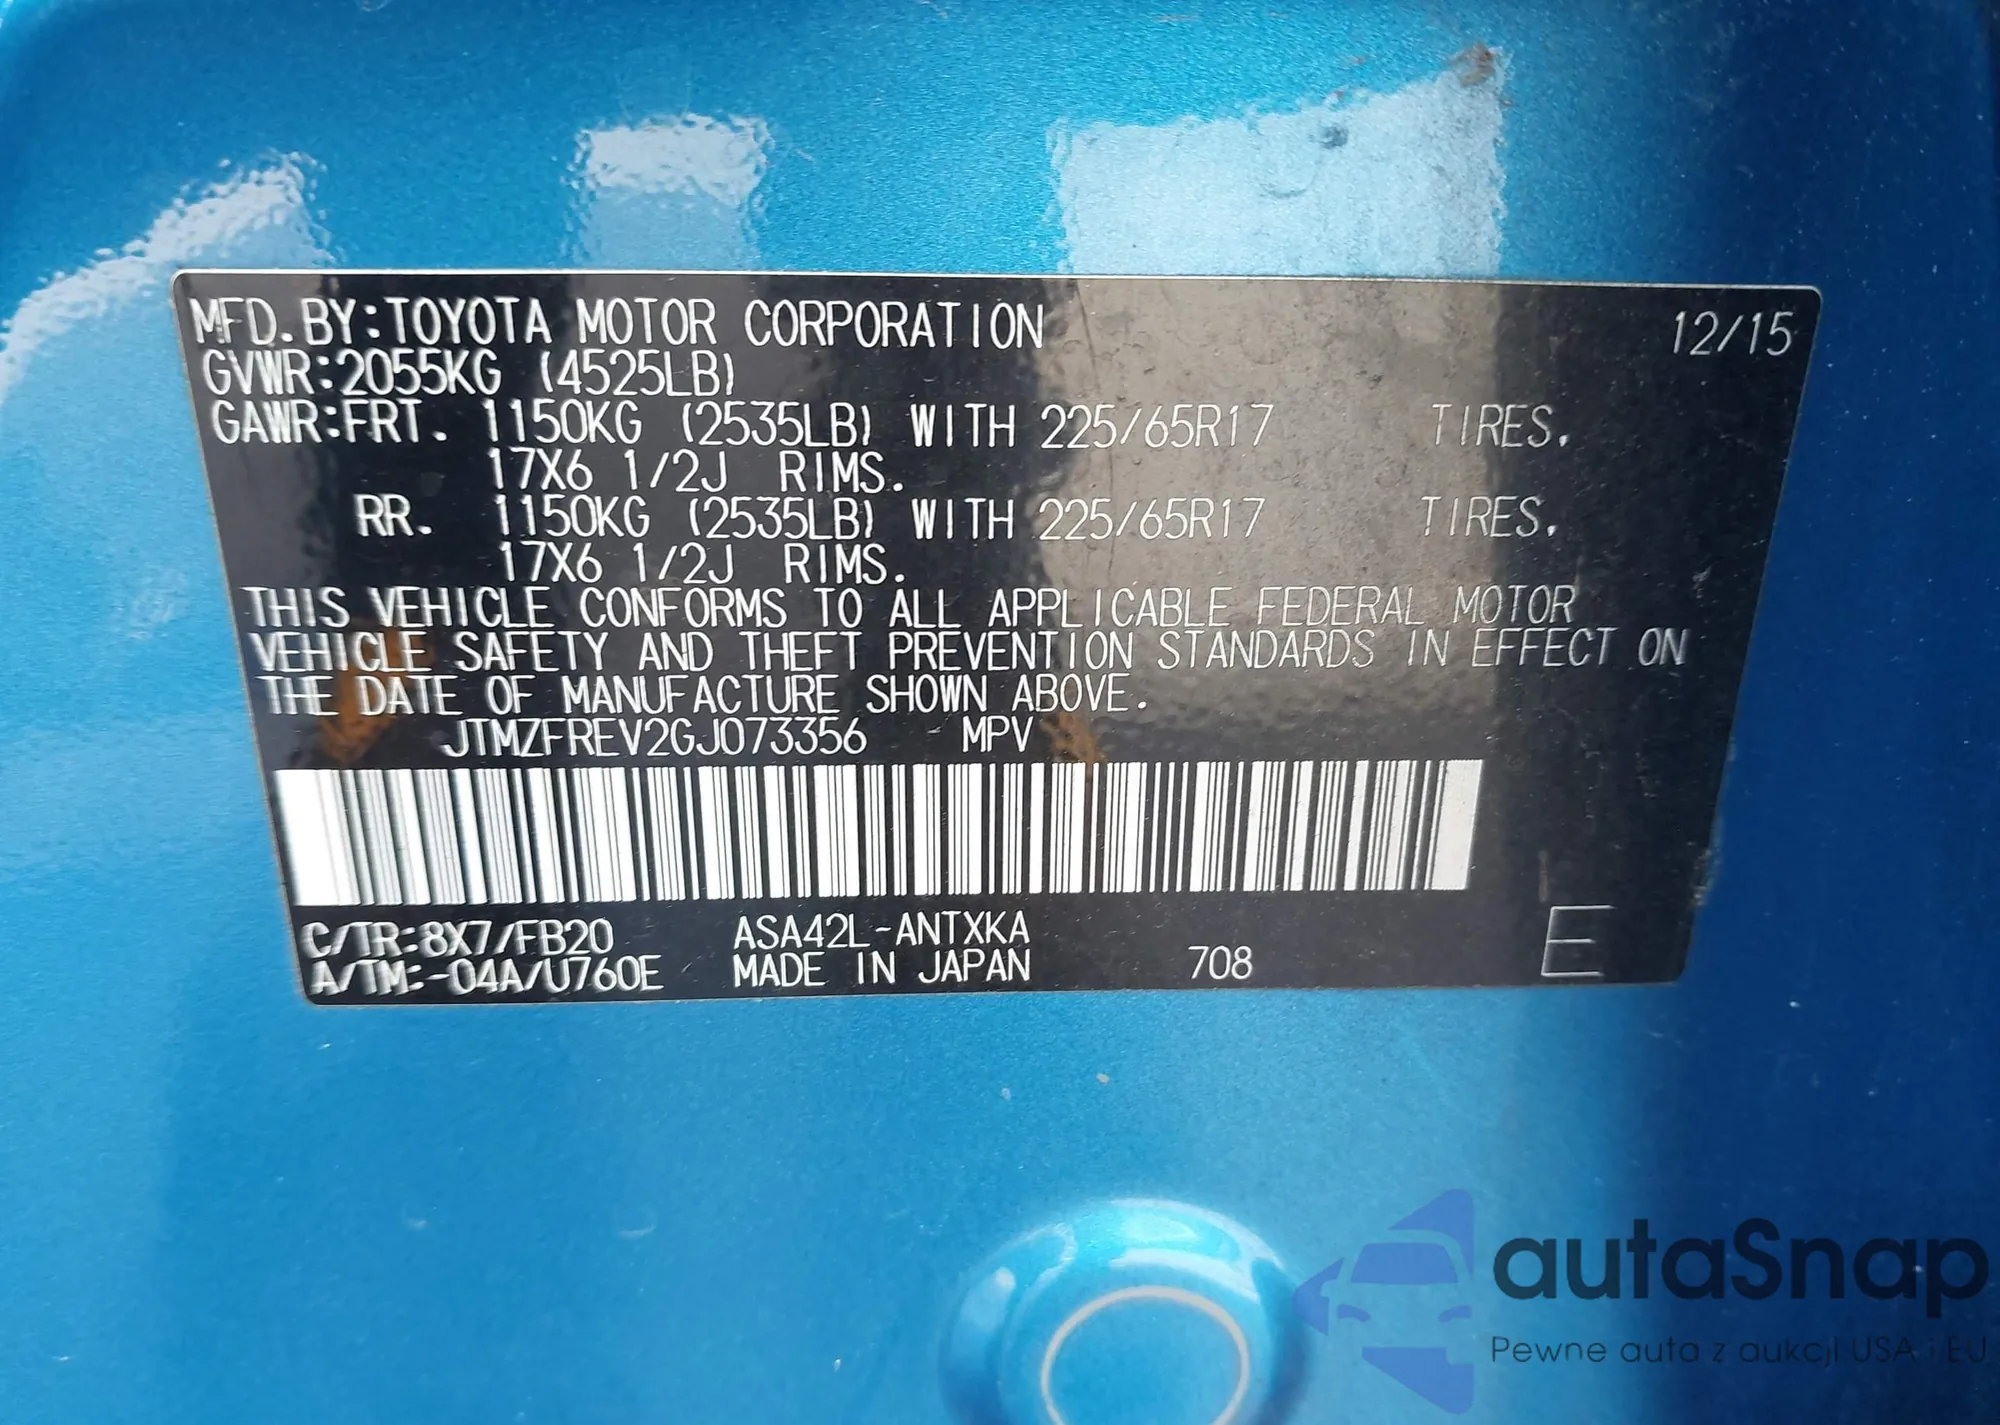 MFD.BY:TOYOTA MOTOR CORPORATION 12/15
GVWR:2055KG (4525LB)
GAWR:FRT. 1150KG (2535LB) WITH 225/65R17 TIRES.
17X6 1/2J RIMS.
RR. 1150KG (2535LB) WITH 225/65R17 TIRES.
17X6 1/2J RIMS.
THIS VEHICLE CONFORMS TO ALL APPLICABLE FEDERAL MOTOR
VEHICLE SAFETY AND THEFT PREVENTION STANDARDS IN EFFECT ON
THE DATE OF MANUFACTURE SHOWN ABOVE.
JTMZFREV2GJ073356 MPV
C/TR:8X7/FB20 ASA42L-ANTXKA
A/TM:-04A/U760E MADE IN JAPAN 708 E
autaSnap
Pewne auta z aukcji USA i EU